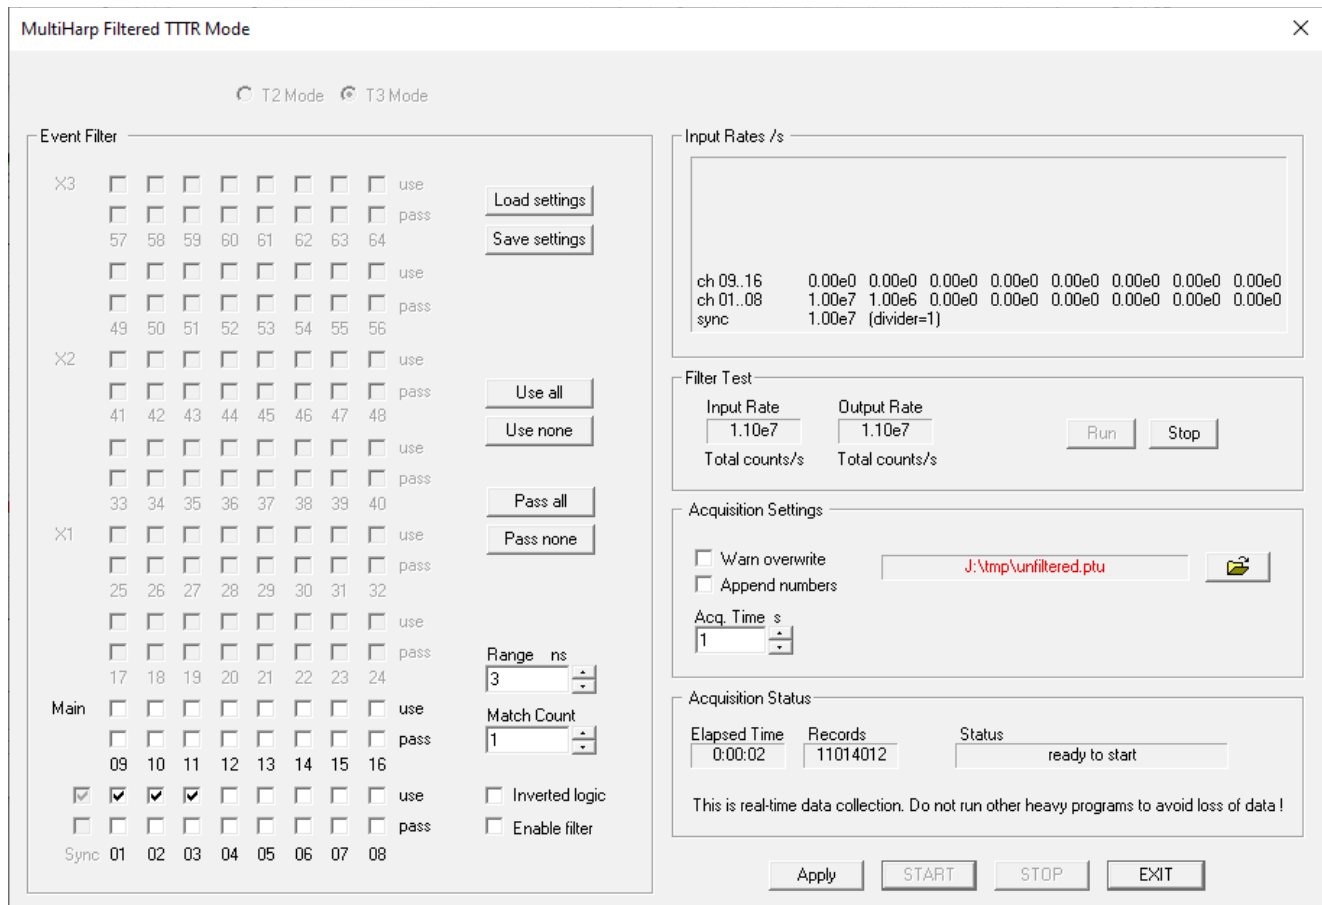 MultiHarp Filtered TTTR Mode
T2 Mode T3 Mode
Event Filter
X3 use
pass
57 58 59 60 61 62 63 64
use
pass
49 50 51 52 53 54 55 56
X2 use
pass
41 42 43 44 45 46 47 48
use
pass
33 34 35 36 37 38 39 40
X1 use
pass
25 26 27 28 29 30 31 32
use
pass
17 18 19 20 21 22 23 24
Main use
pass
09 10 11 12 13 14 15 16
use
pass
Sync 01 02 03 04 05 06 07 08
Load settings
Save settings
Use all
Use none
Pass all
Pass none
Range ns
3
Match Count
1
Inverted logic
Enable filter
Input Rates /s
ch 09..16 0.00e0 0.00e0 0.00e0 0.00e0 0.00e0 0.00e0 0.00e0 0.00e0
ch 01..08 1.00e7 1.00e6 0.00e0 0.00e0 0.00e0 0.00e0 0.00e0 0.00e0
sync 1.00e7 (divider=1)
Filter Test
Input Rate Output Rate
1.10e7 1.10e7 Run Stop
Total counts/s Total counts/s
Acquisition Settings
Warn overwrite J:\tmp\unfiltered.ptu
Append numbers
Acq. Time s
1
Acquisition Status
Elapsed Time Records Status
0:00:02 11014012 ready to start
This is real-time data collection. Do not run other heavy programs to avoid loss of data !
Apply START STOP EXIT